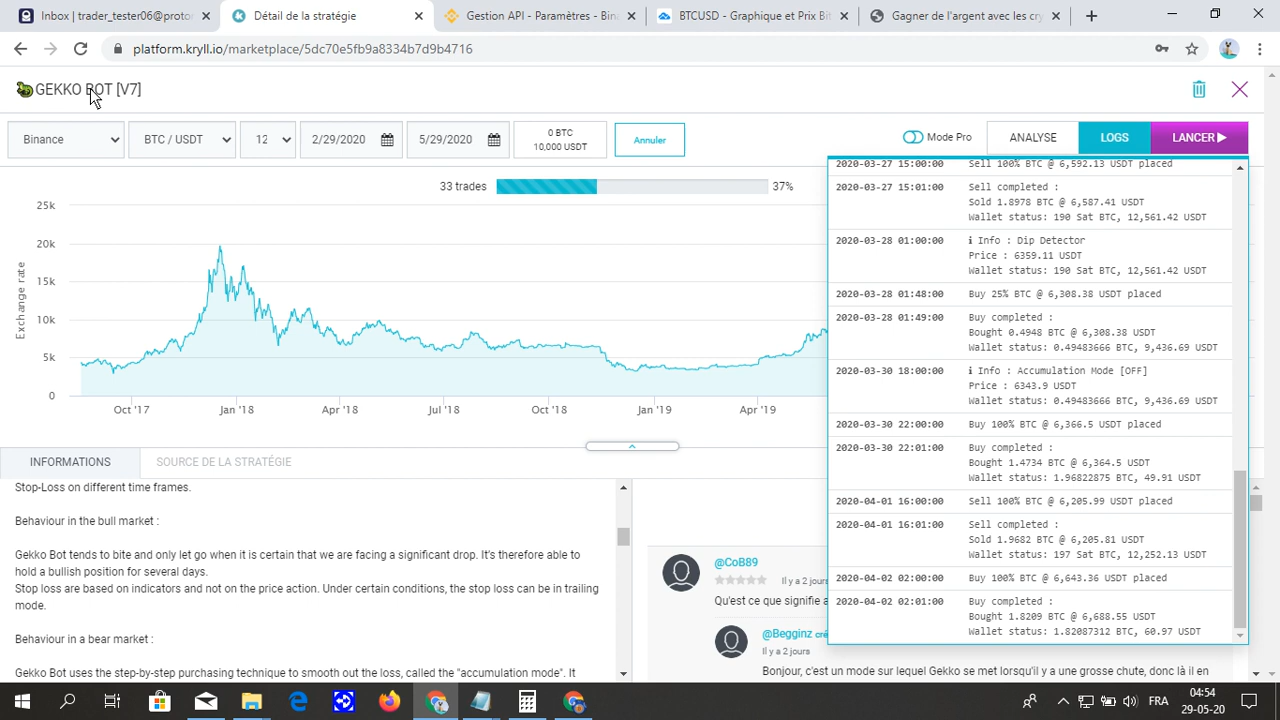 Inbox | trader_tester06@proto
Détail de la stratégie
Gestion API - Paramètres - Bin
BTCUSD - Graphique et Prix Bit
Gagner de l'argent avec les cry
platform.kryll.io/marketplace/5dc70e5fb9a8334b7d9b4716
GEKKO BOT [V7]
Binance
BTC / USDT
12
2/29/2020
5/29/2020
0 BTC
10,000 USDT
Annuler
Mode Pro
ANALYSE
LOGS
LANCER
33 trades
37%
Exchange rate
25k
20k
15k
10k
5k
0
Oct '17
Jan '18
Apr '18
Jul '18
Oct '18
Jan '19
Apr '19
2020-03-27 15:00:00 Sell 100% BTC @ 6,592.13 USDT placed
2020-03-27 15:01:00 Sell completed :
Sold 1.8978 BTC @ 6,587.41 USDT
Wallet status: 190 Sat BTC, 12,561.42 USDT
2020-03-28 01:00:00 ℹ Info : Dip Detector
Price : 6359.11 USDT
Wallet status: 190 Sat BTC, 12,561.42 USDT
2020-03-28 01:48:00 Buy 25% BTC @ 6,308.38 USDT placed
2020-03-28 01:49:00 Buy completed :
Bought 0.4948 BTC @ 6,308.38 USDT
Wallet status: 0.49483666 BTC, 9,436.69 USDT
2020-03-30 18:00:00 ℹ Info : Accumulation Mode [OFF]
Price : 6343.9 USDT
Wallet status: 0.49483666 BTC, 9,436.69 USDT
2020-03-30 22:00:00 Buy 100% BTC @ 6,366.5 USDT placed
2020-03-30 22:01:00 Buy completed :
Bought 1.4734 BTC @ 6,364.5 USDT
Wallet status: 1.96822875 BTC, 49.91 USDT
2020-04-01 16:00:00 Sell 100% BTC @ 6,205.99 USDT placed
2020-04-01 16:01:00 Sell completed :
Sold 1.9682 BTC @ 6,205.81 USDT
Wallet status: 197 Sat BTC, 12,252.13 USDT
2020-04-02 02:00:00 Buy 100% BTC @ 6,643.36 USDT placed
2020-04-02 02:01:00 Buy completed :
Bought 1.8209 BTC @ 6,688.55 USDT
Wallet status: 1.82087312 BTC, 60.97 USDT
INFORMATIONS
SOURCE DE LA STRATÉGIE
Stop-Loss on different time frames.
Behaviour in the bull market :
Gekko Bot tends to bite and only let go when it is certain that we are facing a significant drop. It's therefore able to
hold a bullish position for several days.
Stop loss are based on indicators and not on the price action. Under certain conditions, the stop loss can be in trailing
mode.
Behaviour in a bear market :
Gekko Bot uses the step-by-step purchasing technique to smooth out the loss, called the "accumulation mode". It
@CoB89
Il y a 2 jours
Qu'est ce que signifie a
@Begginz cré
Il y a 2 jours
Bonjour, c'est un mode sur lequel Gekko se met lorsqu'il y a une grosse chute, donc là il en
FRA
04:54
29-05-20